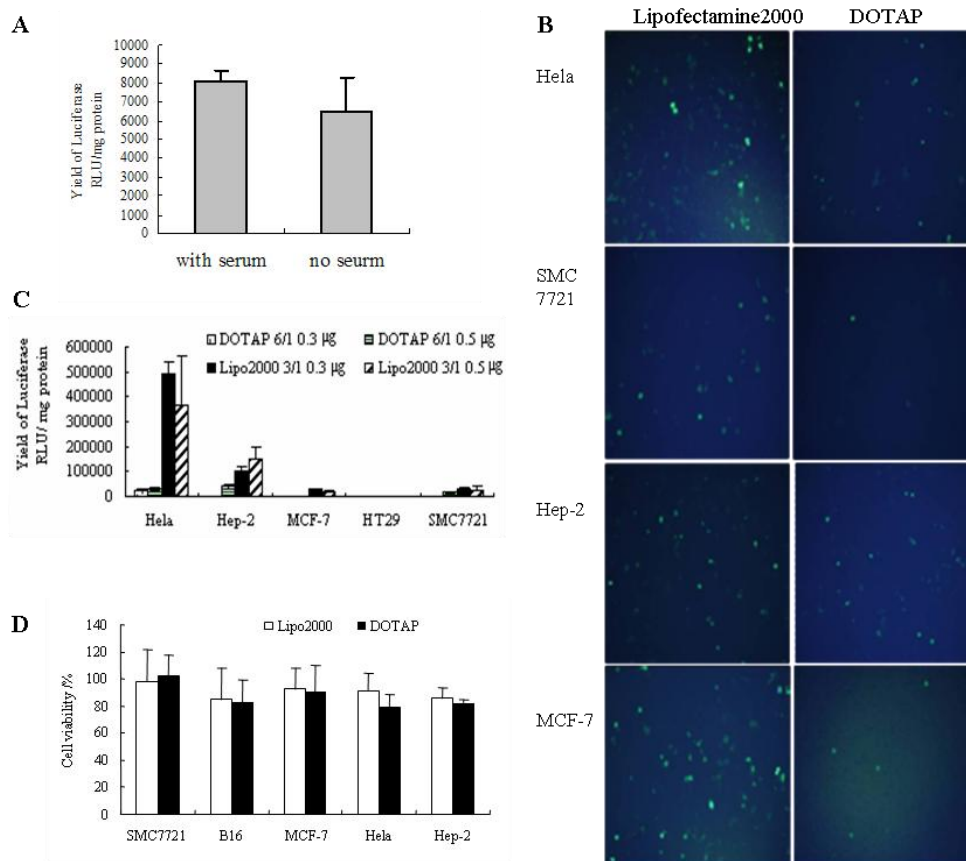 A
Yield of Luciferase
RLU/mg protein
10000
9000
8000
7000
6000
5000
4000
3000
2000
1000
0
with serum
no seurm
B
Lipofectamine2000
DOTAP
Hela
SMC
7721
Hep-2
MCF-7
C
DOTAP 6/1 0.3 μg
DOTAP 6/1 0.5 μg
Lipo2000 3/1 0.3 μg
Lipo2000 3/1 0.5 μg
Yield of Luciferase
RLU/ mg protein
600000
500000
400000
300000
200000
100000
0
Hela
Hep-2
MCF-7
HT29
SMC7721
D
Lipo2000
DOTAP
Cell viability /%
140
120
100
80
60
40
20
0
SMC7721
B16
MCF-7
Hela
Hep-2